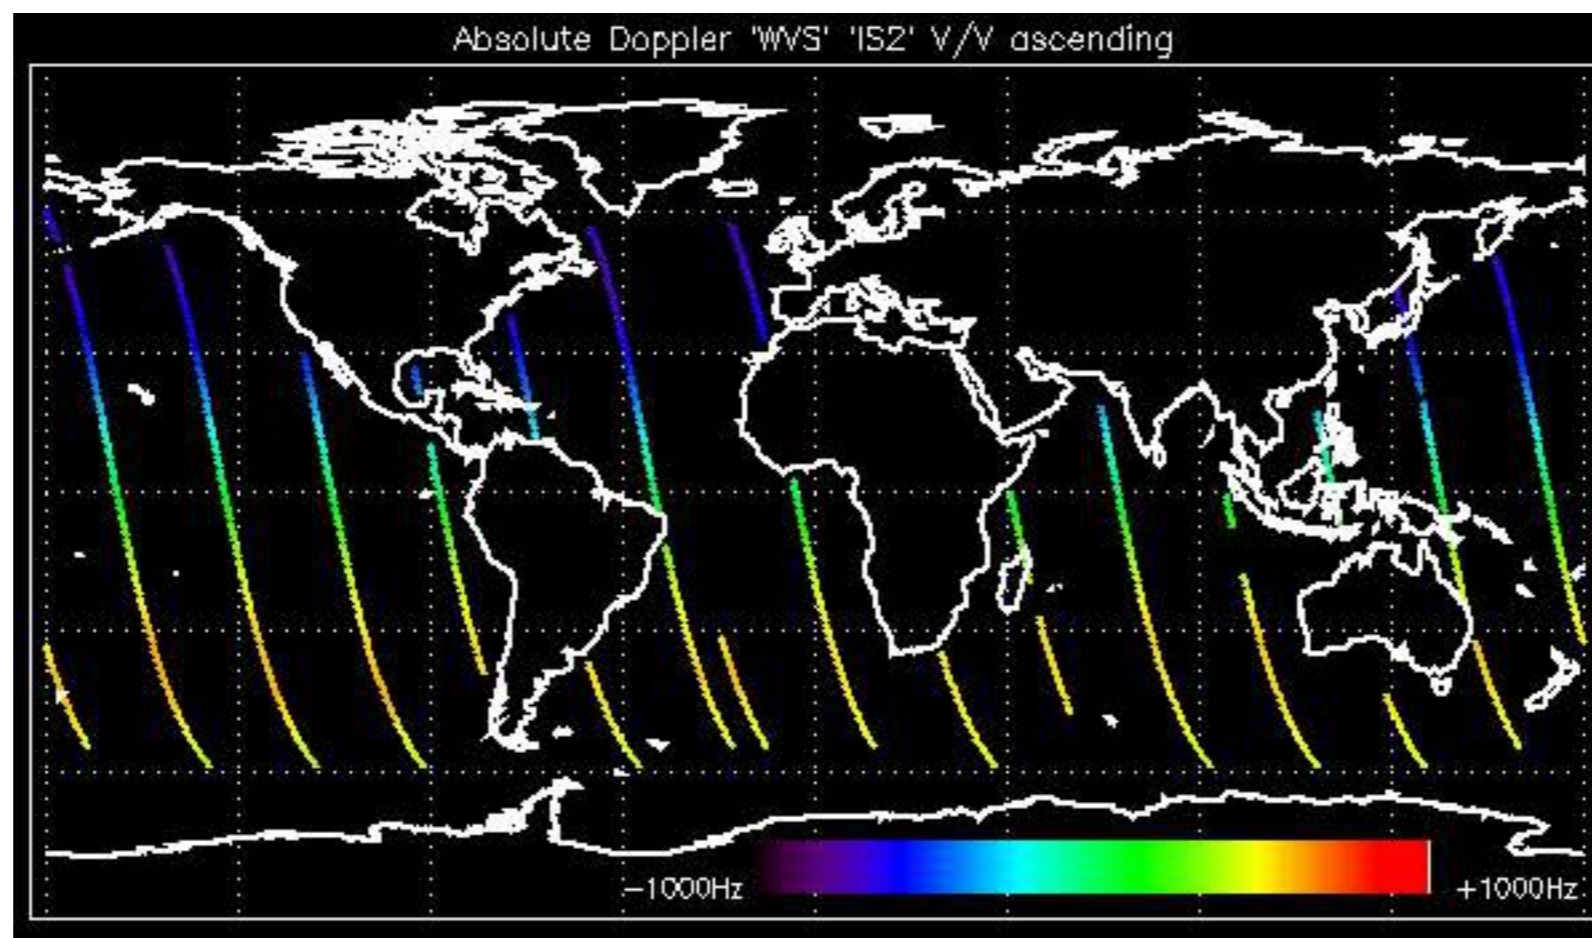 Absolute Doppler 'WVS' 'IS2' V/V ascending
-1000Hz +1000Hz